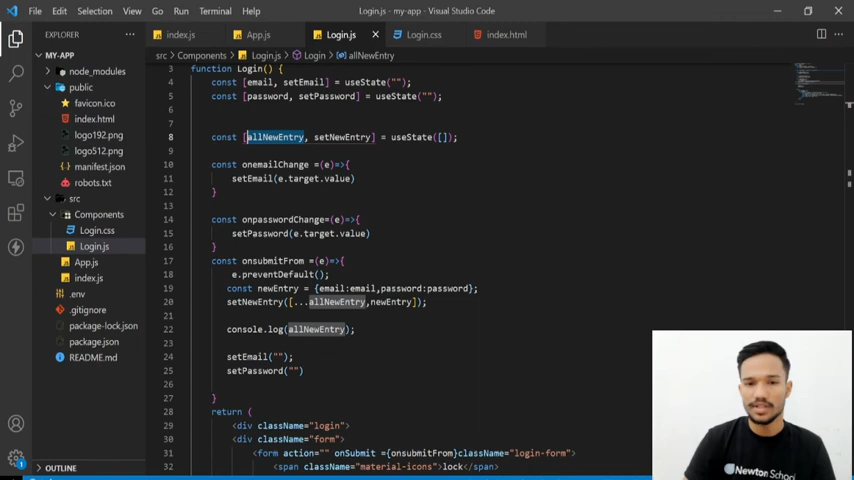 File Edit Selection View Go Run Terminal Help
Login.js - my-app - Visual Studio Code
EXPLORER
index.js
App.js
Login.js
Login.css
index.html
MY-APP
src > Components > Login.js > Login > allNewEntry
node_modules
public
favicon.ico
index.html
logo192.png
logo512.png
manifest.json
robots.txt
src
Components
Login.css
Login.js
App.js
index.js
.env
.gitignore
package-lock.json
package.json
README.md
OUTLINE
1
3 function Login() {
4 const [email, setEmail] = useState("");
5 const [password, setPassword] = useState("");
6
7
8 const [allNewEntry, setNewEntry] = useState([]);
9
10 const onemailChange =(e)=>{
11 setEmail(e.target.value)
12 }
13
14 const onpasswordChange=(e)=>{
15 setPassword(e.target.value)
16 }
17 const onsubmitFrom =(e)=>{
18 e.preventDefault();
19 const newEntry = {email:email,password:password};
20 setNewEntry([...allNewEntry,newEntry]);
21
22 console.log(allNewEntry);
23
24 setEmail("");
25 setPassword("")
26
27 }
28 return (
29 <div className="login">
30 <div className="form">
31 <form action="" onSubmit ={onsubmitFrom}className="login-form">
32 <span className="material-icons">lock</span>
Newton School